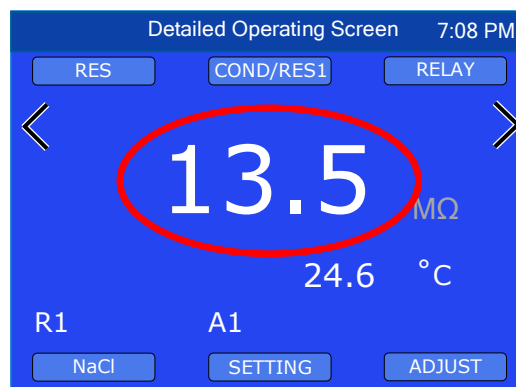 Detailed Operating Screen 7:08 PM
RES COND/RES1 RELAY
13.5 MΩ
24.6 °C
R1 A1
NaCl SETTING ADJUST